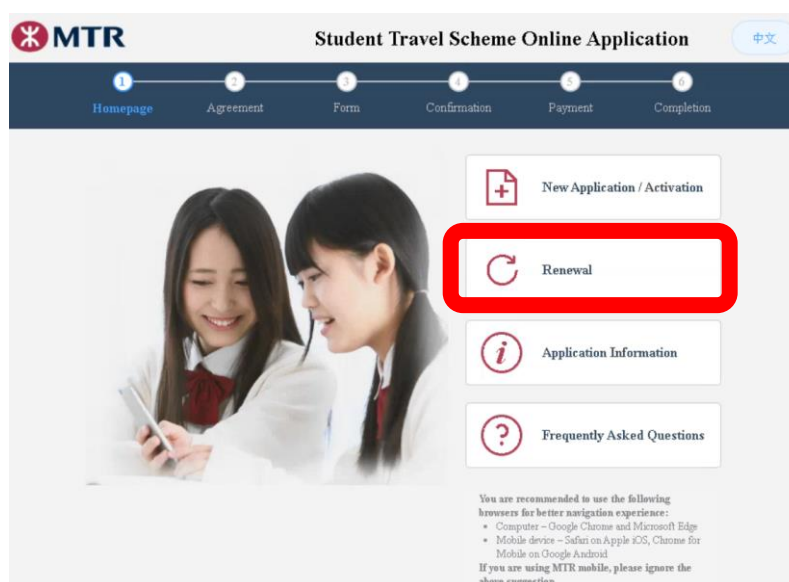 MTR
Student Travel Scheme Online Application
中文
1
2
3
4
5
6
Homepage
Agreement
Form
Confirmation
Payment
Completion
New Application / Activation
Renewal
Application Information
Frequently Asked Questions
You are recommended to use the following
browsers for better navigation experience:
• Computer – Google Chrome and Microsoft Edge
• Mobile device – Safari on Apple iOS, Chrome for
Mobile on Google Android
If you are using MTR mobile, please ignore the
above